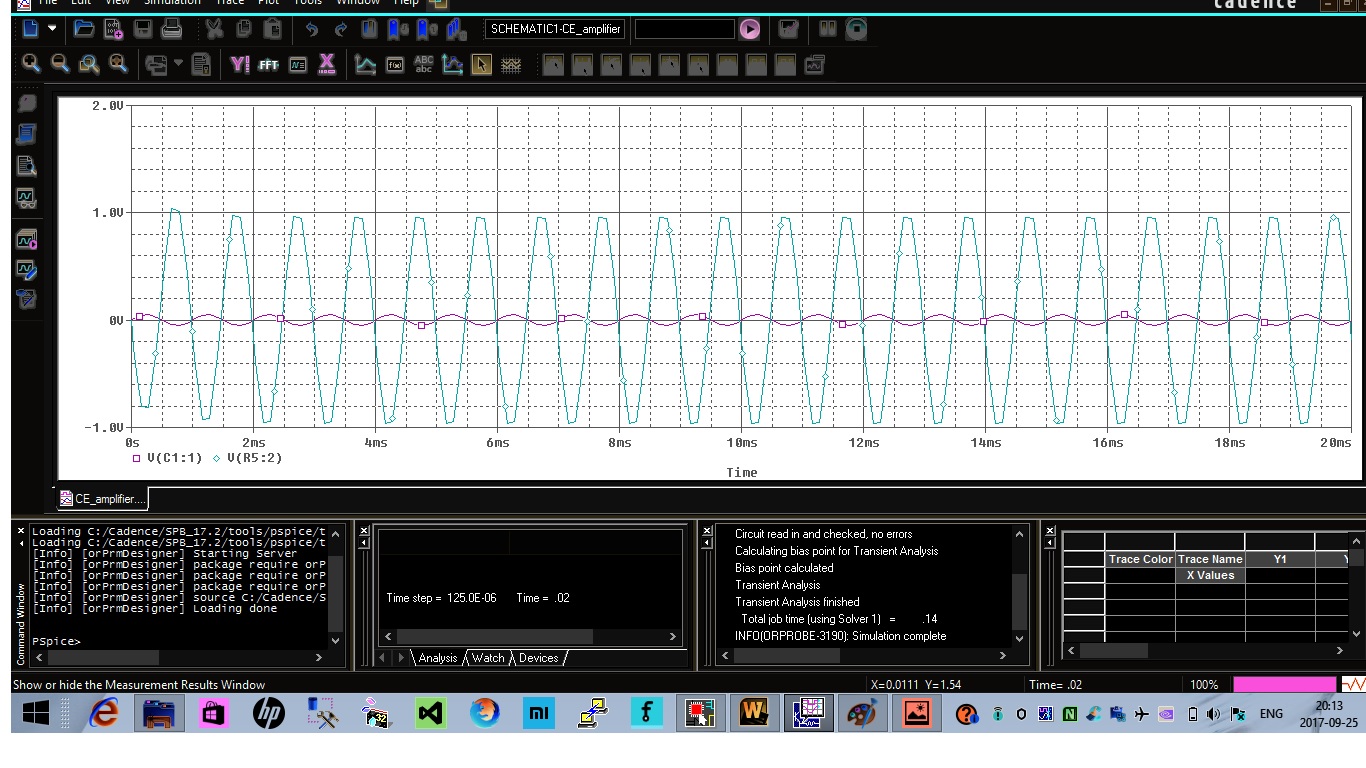 File Edit View Simulation Trace Plot Tools Window Help
cadence
SCHEMATIC1-CE_amplifier
FFT
ABC
abc
2.0V
1.0V
0V
-1.0V
0s 2ms 4ms 6ms 8ms 10ms 12ms 14ms 16ms 18ms 20ms
V(C1:1) V(R5:2)
Time
CE_amplifier....
Command Window
Loading C:/Cadence/SPB_17.2/tools/pspice/t
Loading C:/Cadence/SPB_17.2/tools/pspice/t
[Info] [orPrmDesigner] Starting Server
[Info] [orPrmDesigner] package require orP
[Info] [orPrmDesigner] package require orP
[Info] [orPrmDesigner] package require orP
[Info] [orPrmDesigner] source C:/Cadence/S
[Info] [orPrmDesigner] Loading done
PSpice>
Time step = 125.0E-06 Time = .02
Analysis Watch Devices
Circuit read in and checked, no errors
Calculating bias point for Transient Analysis
Bias point calculated
Transient Analysis
Transient Analysis finished
Total job time (using Solver 1) = .14
INFO(ORPROBE-3190): Simulation complete
Trace Color Trace Name Y1 Y
X Values
Show or hide the Measurement Results Window
X=0.0111 Y=1.54 Time= .02 100%
hp
32
mi
ENG
20:13
2017-09-25